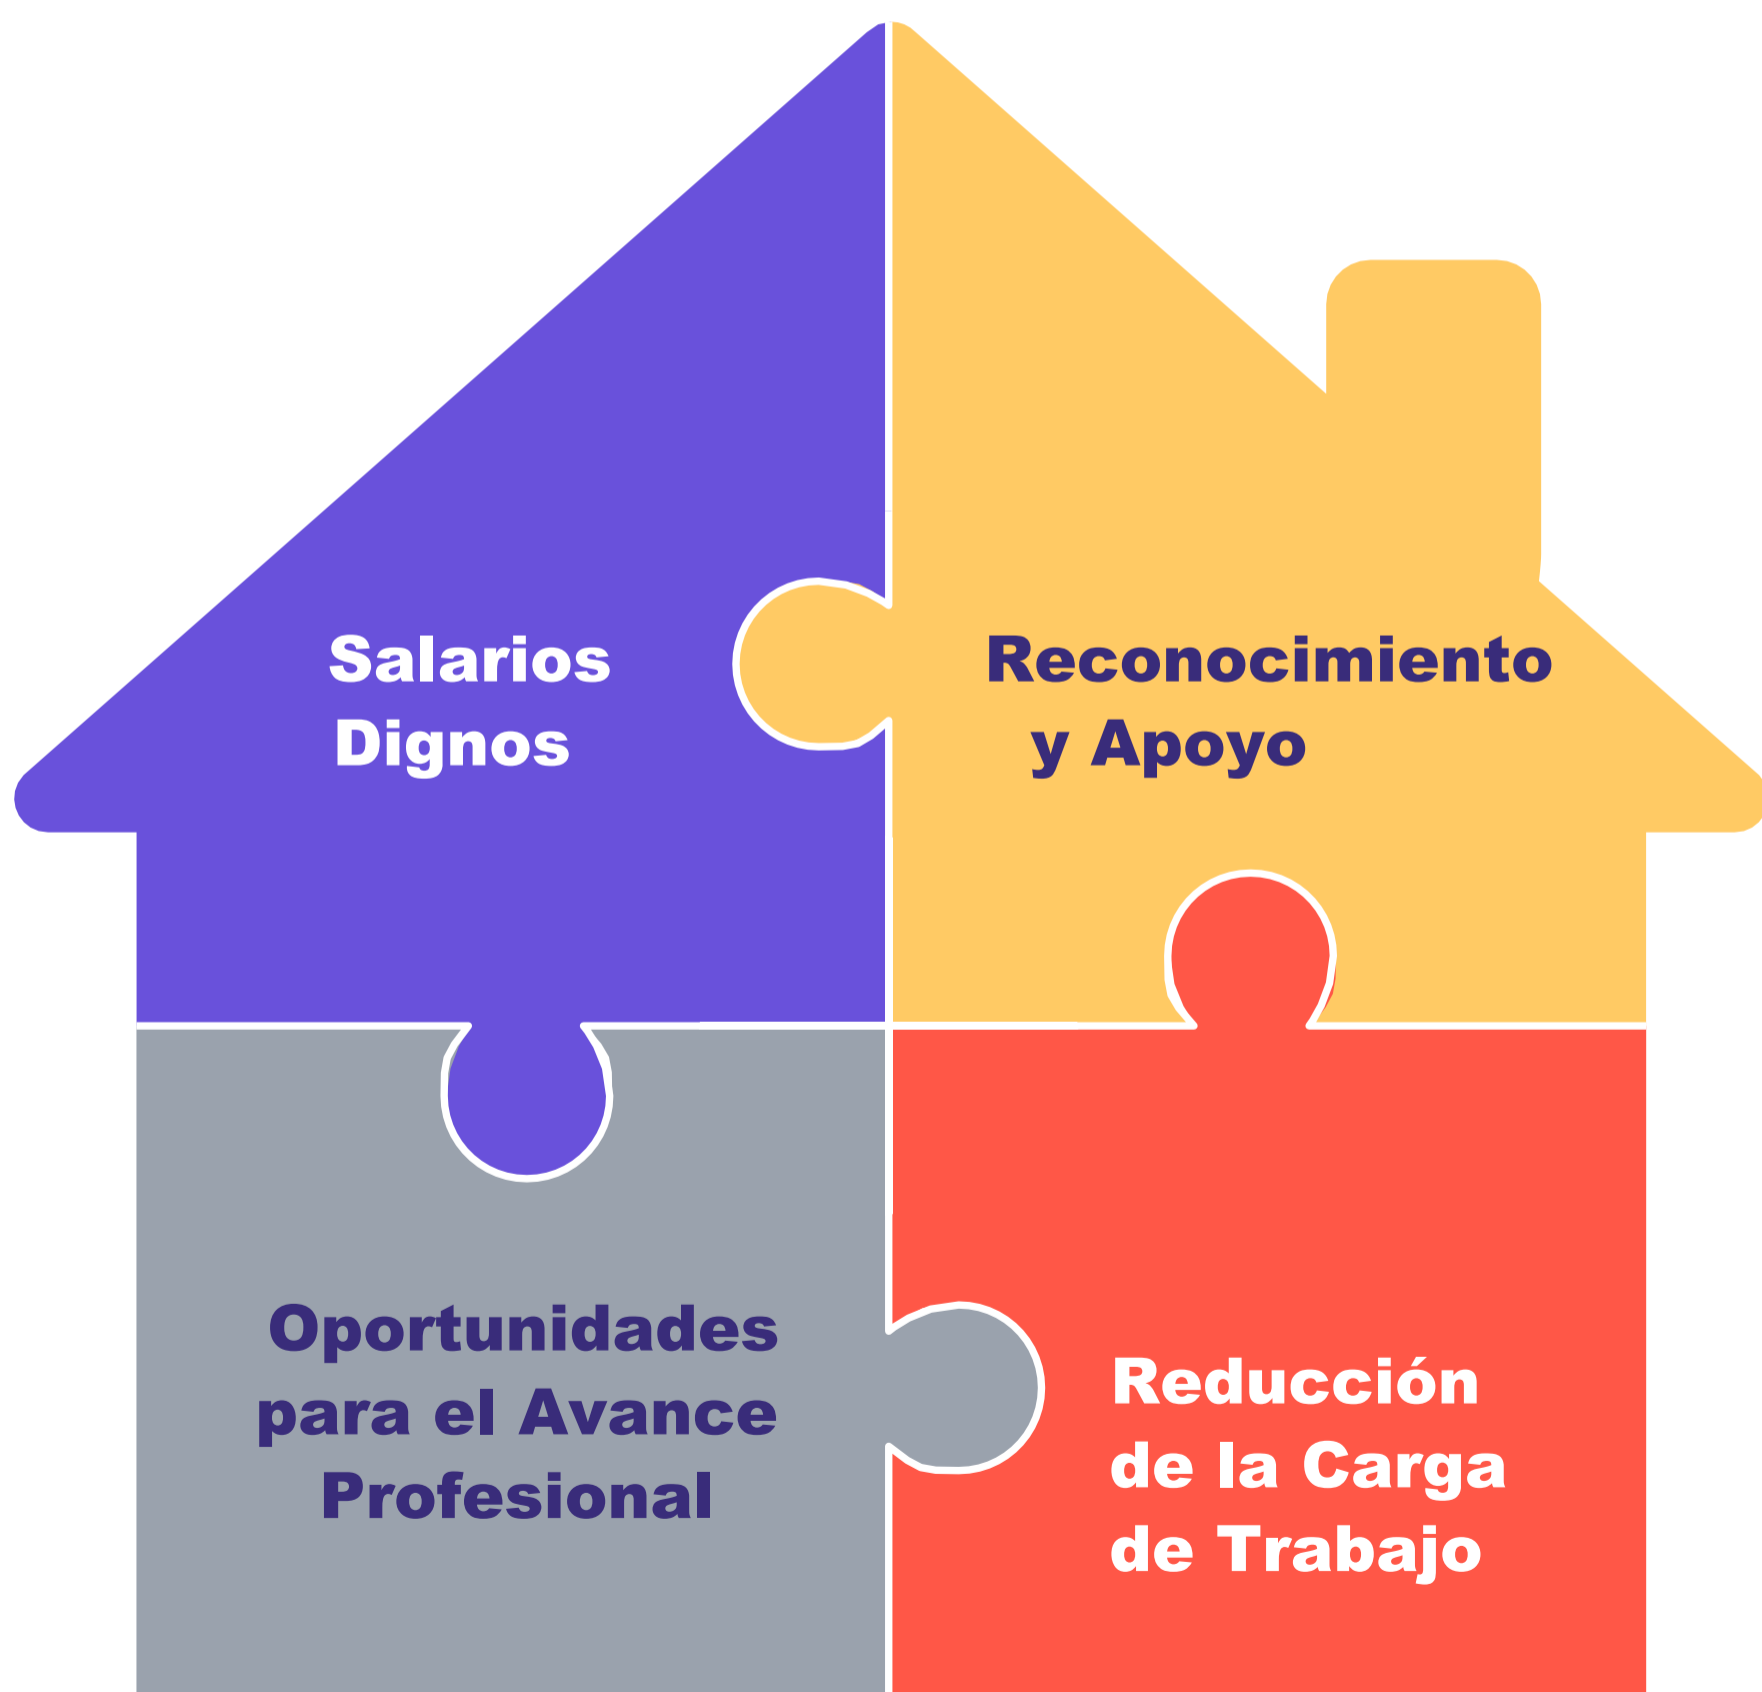 Salarios
Dignos
Reconocimiento
y Apoyo
Oportunidades
para el Avance
Profesional
Reducción
de la Carga
de Trabajo